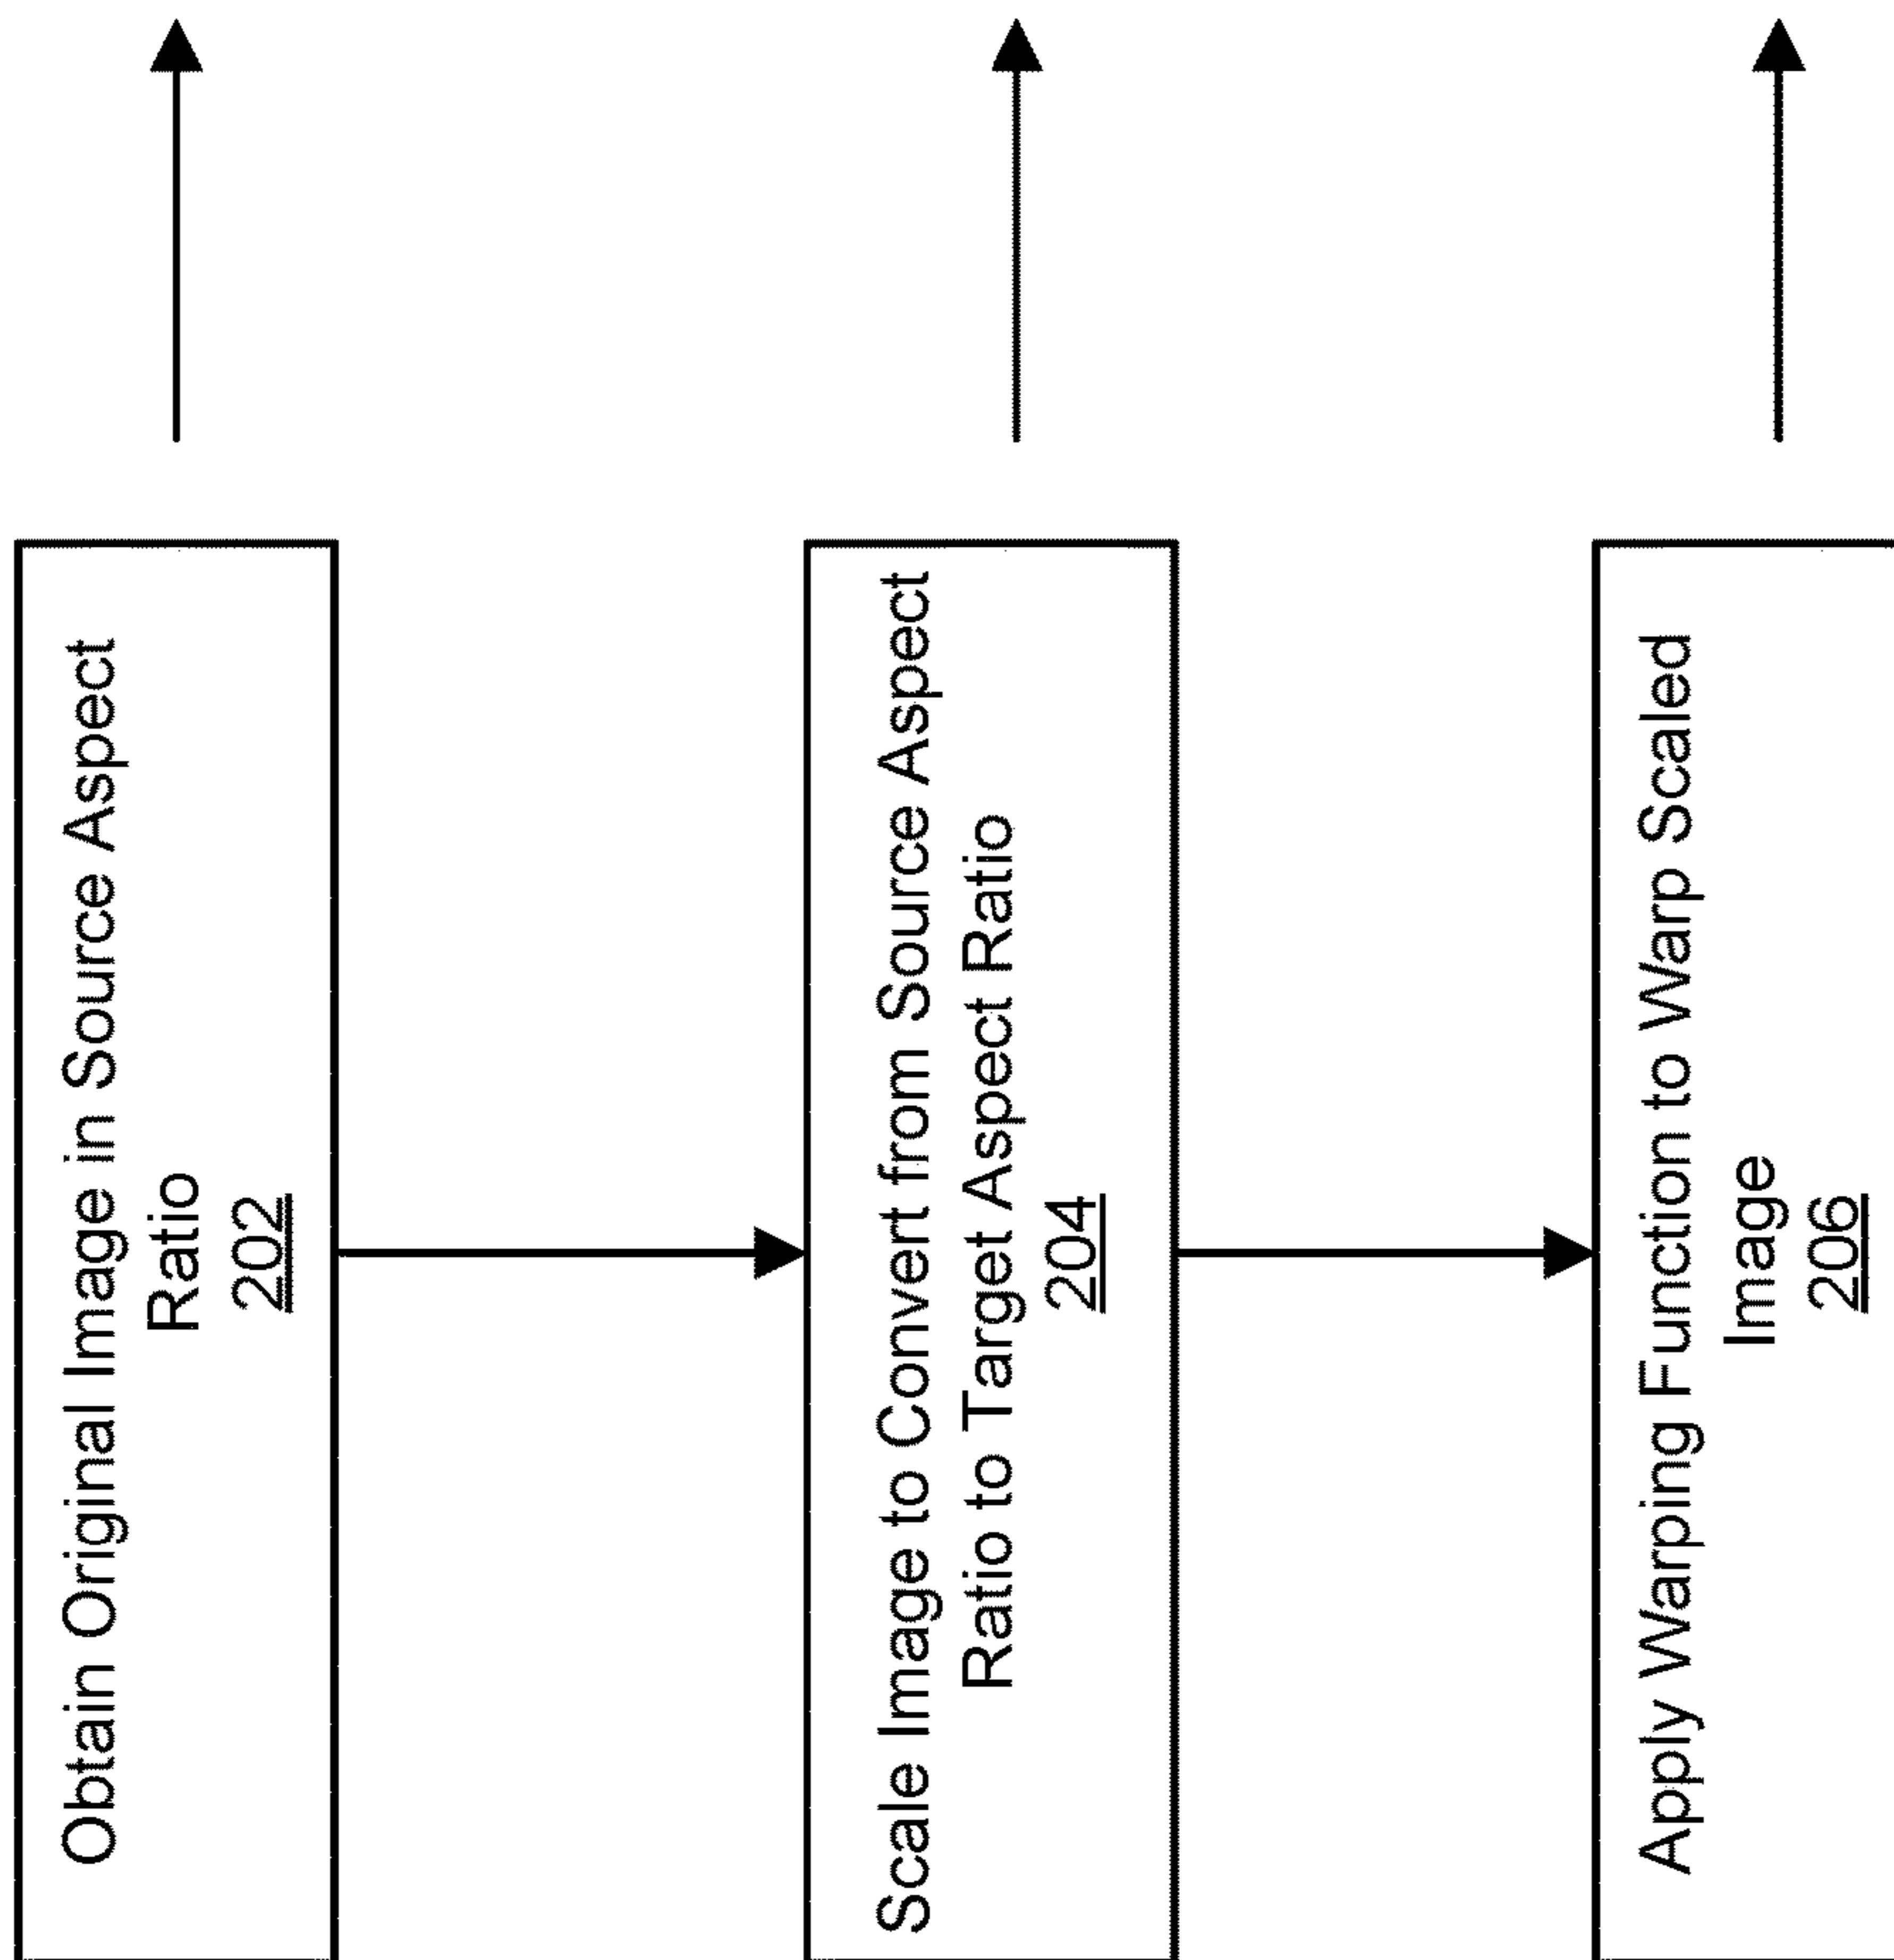 Obtain Original Image in Source Aspect
Ratio
202
Scale Image to Convert from Source Aspect
Ratio to Target Aspect Ratio
204
Apply Warping Function to Warp Scaled
Image
206